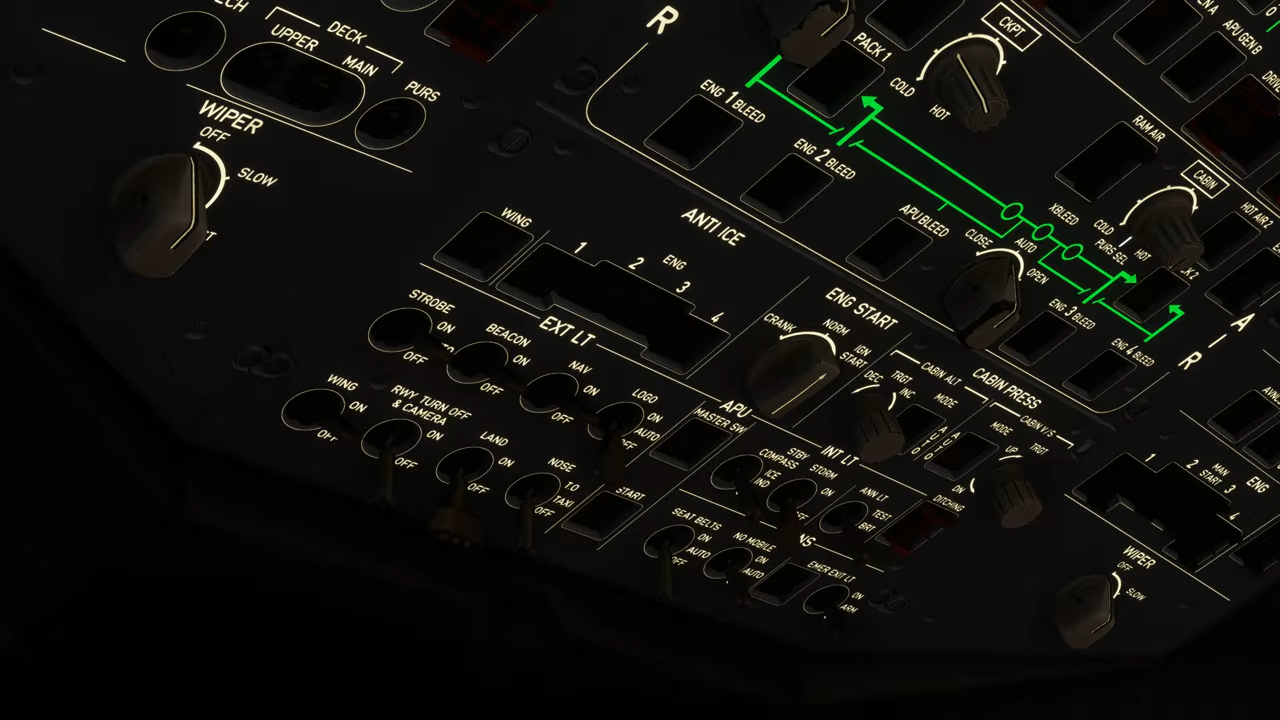 DECK
UPPER
MAIN
PURS
WIPER
OFF
SLOW
R
PACK 1
CKPT
COLD
HOT
APU GEN B
ENG 1 BLEED
ENG 2 BLEED
RAM AIR
CABIN
COLD
HOT
HOT AIR 2
XBLEED
PURS SEL
APU BLEED
CLOSE
AUTO
OPEN
ENG 3 BLEED
ENG 4 BLEED
A
I
R
ANTI ICE
WING
1
2
ENG
3
4
ENG START
CRANK
NORM
IGN
START
EXT LT
STROBE
ON
OFF
BEACON
ON
OFF
NAV
ON
OFF
LOGO
ON
AUTO
WING
ON
OFF
RWY TURN OFF
& CAMERA
ON
OFF
LAND
ON
OFF
NOSE
T.O
TAXI
OFF
APU
MASTER SW
START
CABIN PRESS
CABIN ALT
TRGT
MODE
DEC
INC
CABIN V/S
MODE
TRGT
UP
DN
DITCHING
INT LT
STBY
COMPASS
ICE
IND
STORM
ON
ANN LT
TEST
BRT
SEAT BELTS
ON
AUTO
NO MOBILE
ON
AUTO
EMER EXIT LT
ON
ARM
1
2
MAN
START
3
4
ENG
WIPER
OFF
SLOW